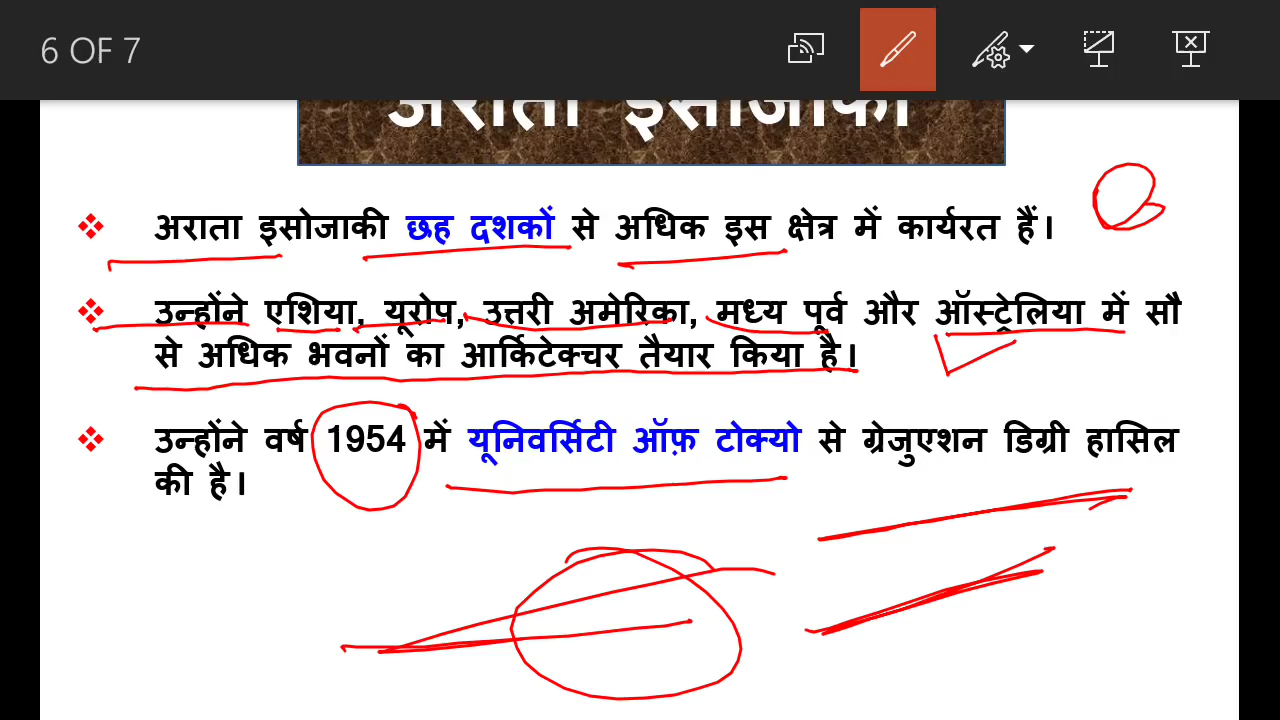 6 OF 7
अराता इसोजाकी
अराता इसोजाकी छह दशकों से अधिक इस क्षेत्र में कार्यरत हैं।
उन्होंने एशिया, यूरोप, उत्तरी अमेरिका, मध्य पूर्व और ऑस्ट्रेलिया में सौ
से अधिक भवनों का आर्किटेक्चर तैयार किया है।
उन्होंने वर्ष 1954 में यूनिवर्सिटी ऑफ़ टोक्यो से ग्रेजुएशन डिग्री हासिल
की है।